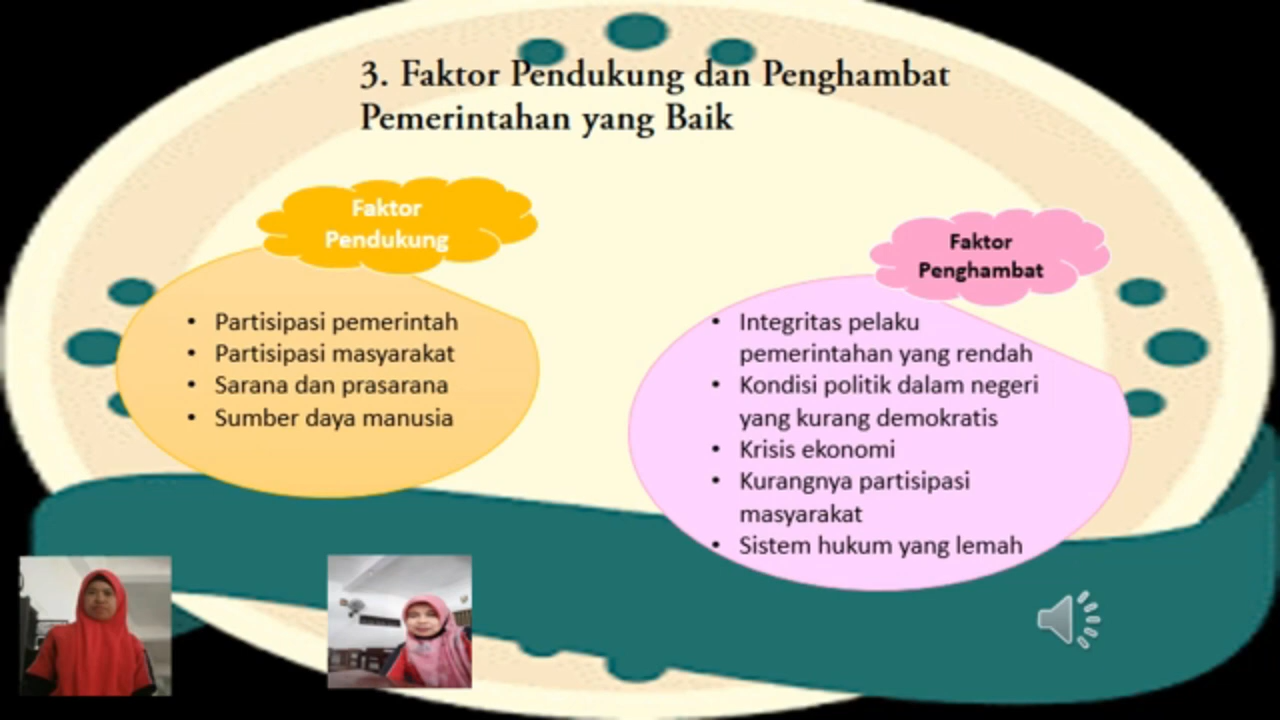 3. Faktor Pendukung dan Penghambat
Pemerintahan yang Baik
Faktor
Pendukung
• Partisipasi pemerintah
• Partisipasi masyarakat
• Sarana dan prasarana
• Sumber daya manusia
Faktor
Penghambat
• Integritas pelaku
pemerintahan yang rendah
• Kondisi politik dalam negeri
yang kurang demokratis
• Krisis ekonomi
• Kurangnya partisipasi
masyarakat
• Sistem hukum yang lemah